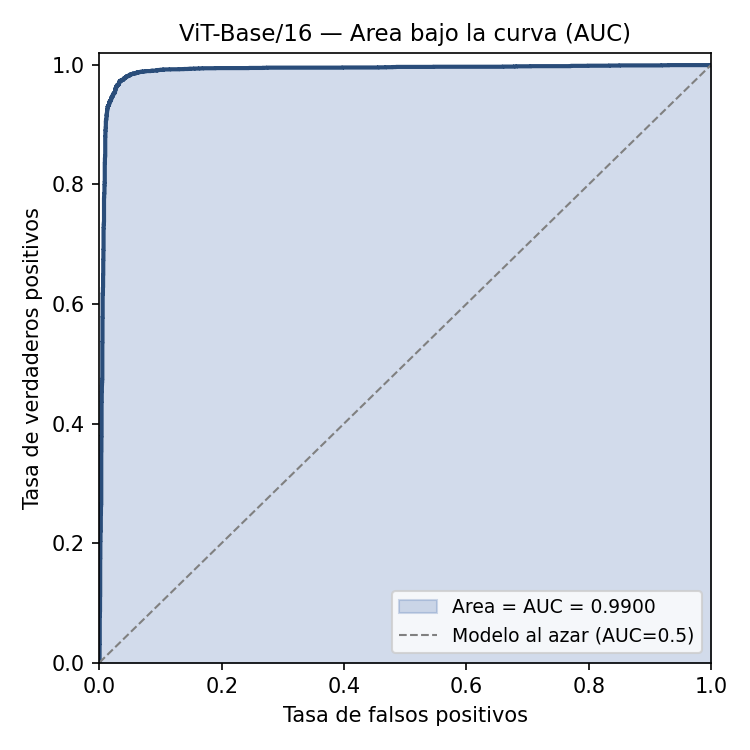 ViT-Base/16 — Area bajo la curva (AUC)
Tasa de verdaderos positivos
1.0
0.8
0.6
0.4
0.2
0.0
0.0 0.2 0.4 0.6 0.8 1.0
Tasa de falsos positivos
Area = AUC = 0.9900
Modelo al azar (AUC=0.5)